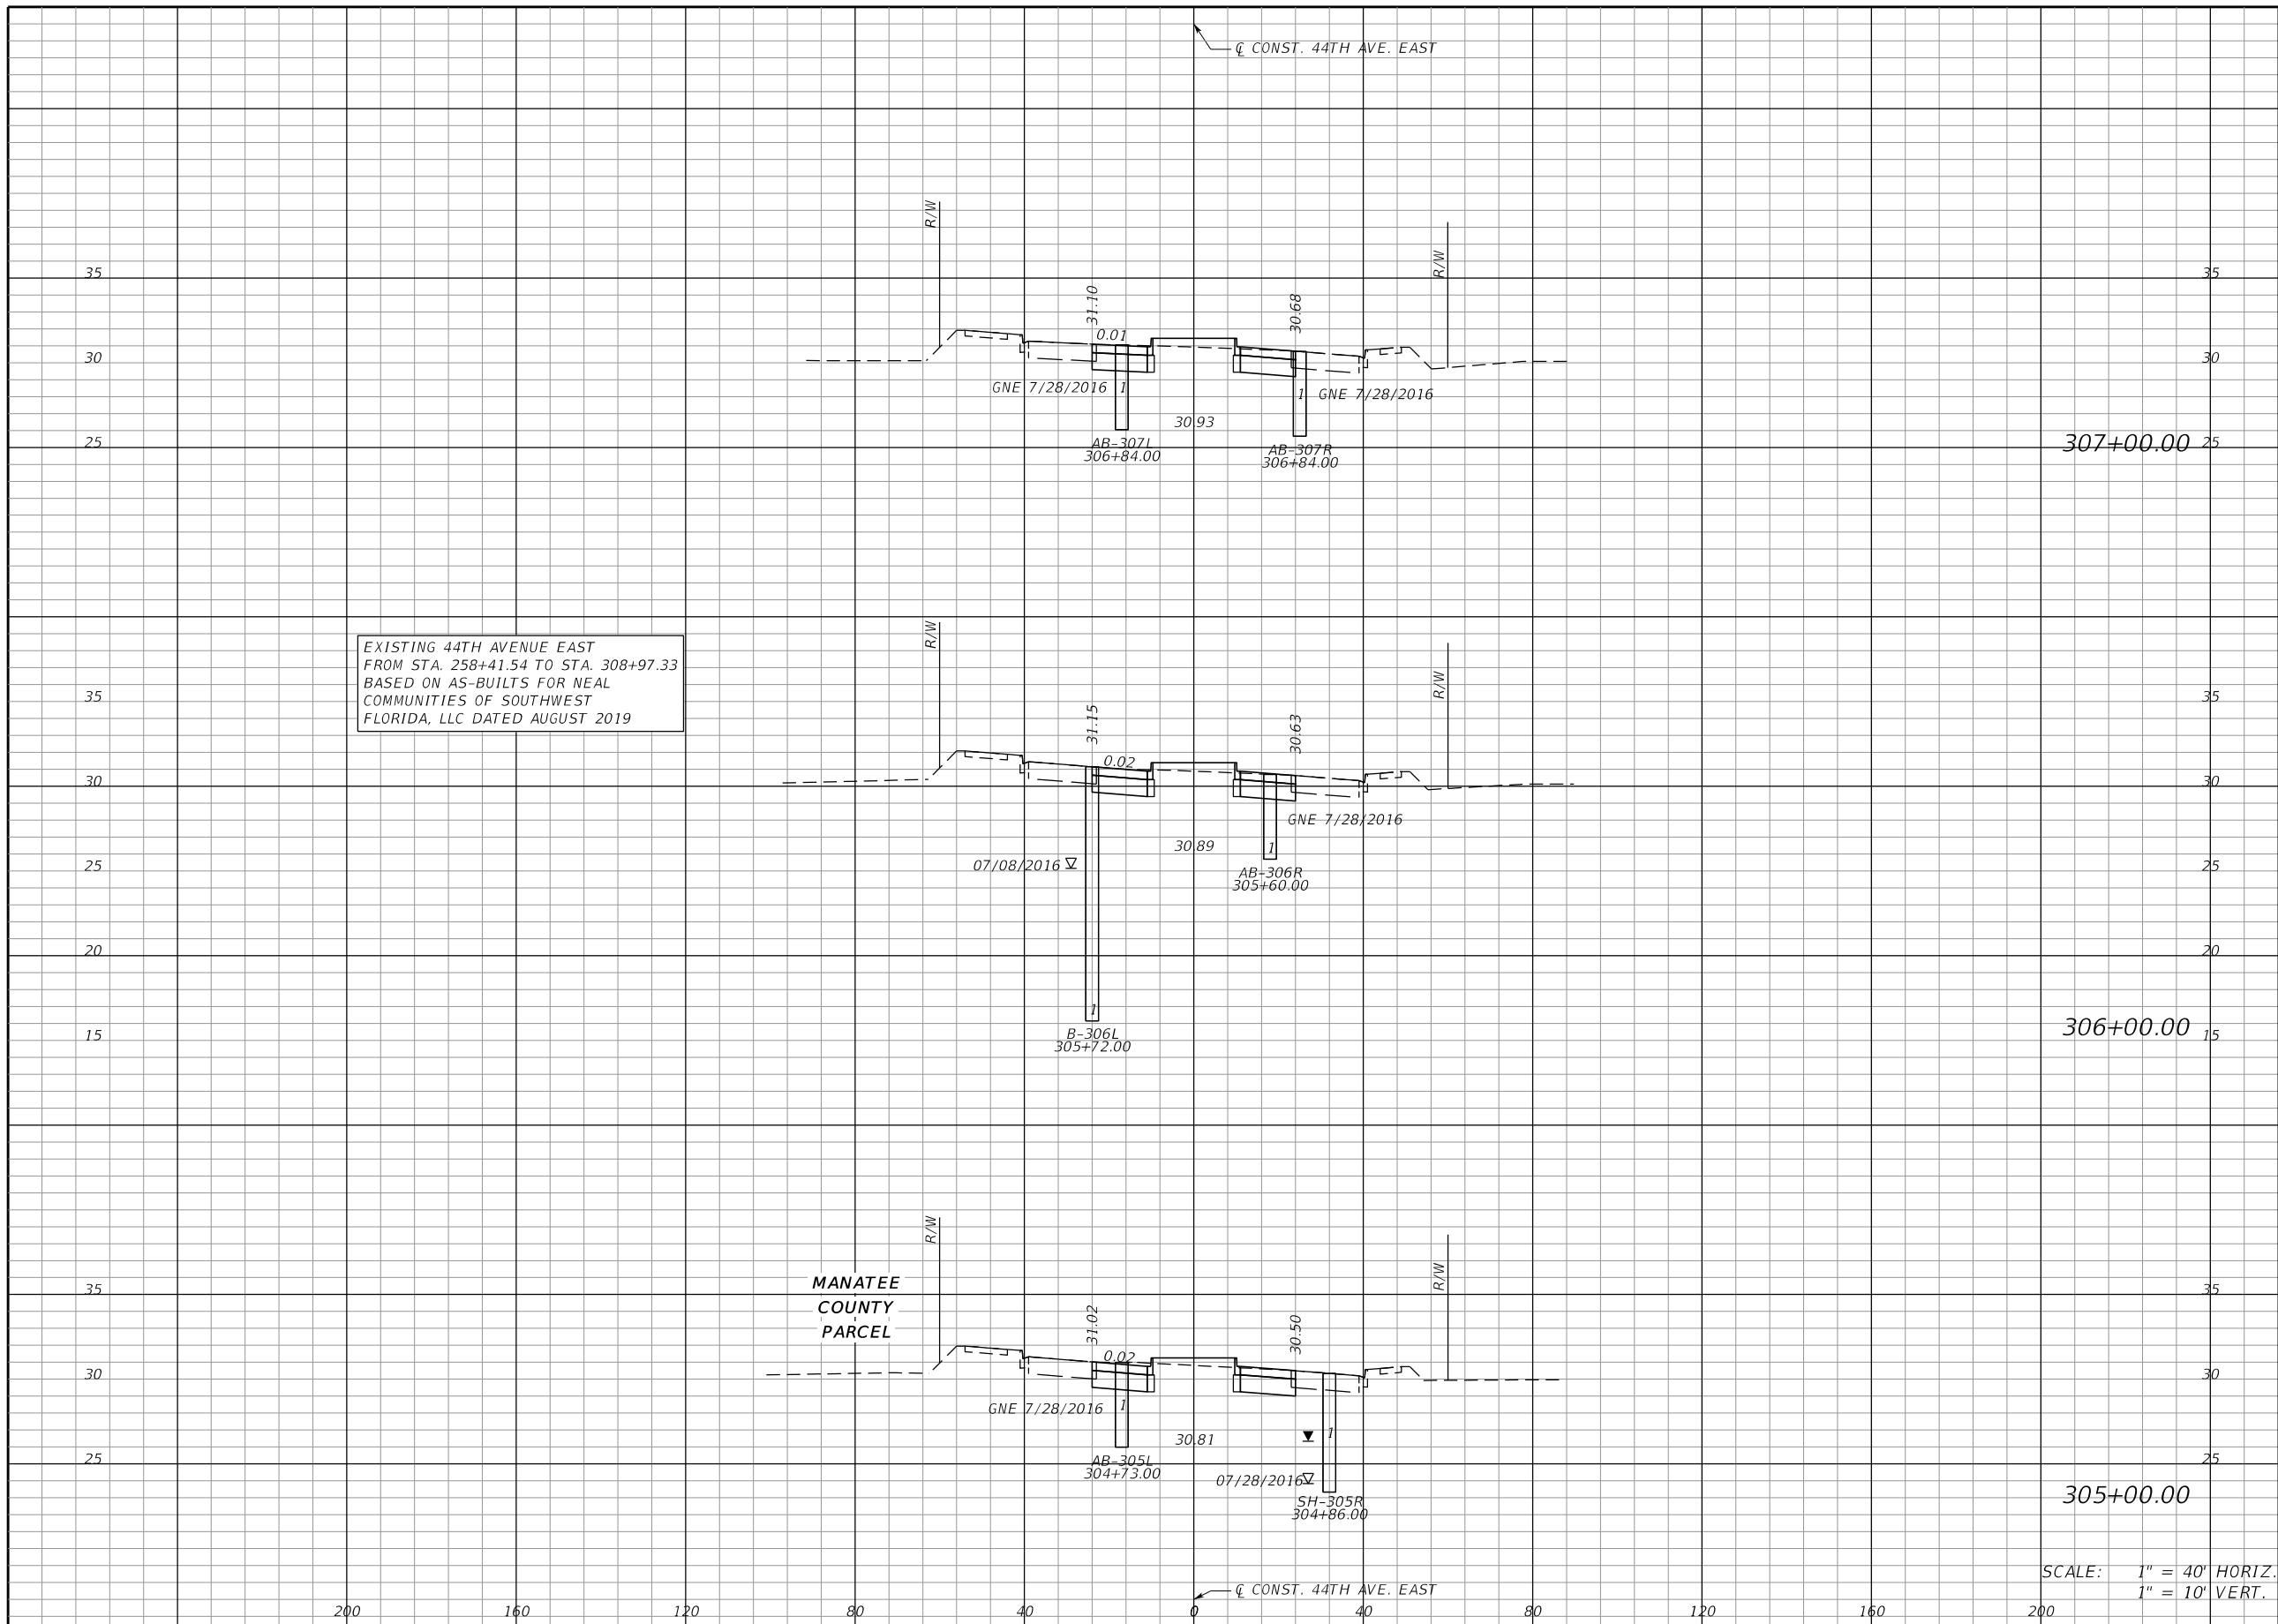 ℄ CONST. 44TH AVE. EAST
R/W
R/W
35
35
31.10
30.68
0.01
30
30
GNE 7/28/2016
1
1
GNE 7/28/2016
30.93
AB-307L
306+84.00
AB-307R
306+84.00
25
307+00.00
25
R/W
R/W
EXISTING 44TH AVENUE EAST
FROM STA. 258+41.54 TO STA. 308+97.33
BASED ON AS-BUILTS FOR NEAL
COMMUNITIES OF SOUTHWEST
FLORIDA, LLC DATED AUGUST 2019
35
35
31.15
30.63
0.02
30
30
GNE 7/28/2016
30.89
1
07/08/2016
25
25
AB-306R
305+60.00
20
20
1
B-306L
305+72.00
15
306+00.00
15
R/W
R/W
MANATEE
COUNTY
PARCEL
35
35
31.02
30.50
0.02
30
30
GNE 7/28/2016
1
30.81
1
AB-305L
304+73.00
25
25
07/28/2016
SH-305R
304+86.00
305+00.00
SCALE: 1" = 40' HORIZ.
1" = 10' VERT.
℄ CONST. 44TH AVE. EAST
200
160
120
80
40
0
40
80
120
160
200